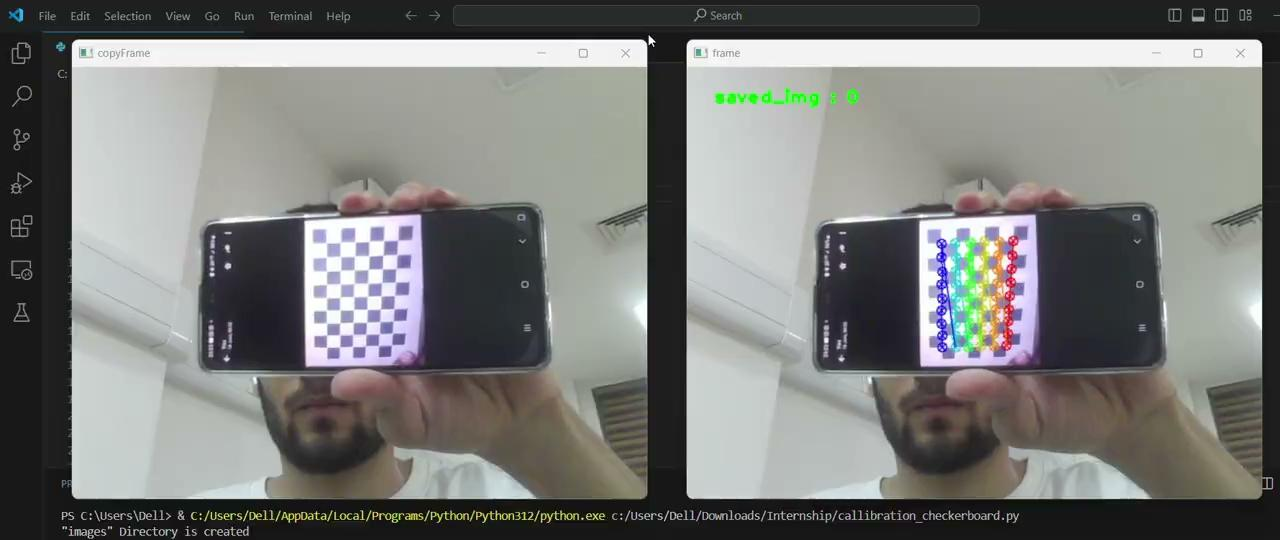 File Edit Selection View Go Run Terminal Help
Search
copyFrame
frame
C:
saved_img : 0
PS C:\Users\Dell> & C:/Users/Dell/AppData/Local/Programs/Python/Python312/python.exe c:/Users/Dell/Downloads/Internship/callibration_checkerboard.py
"images" Directory is created